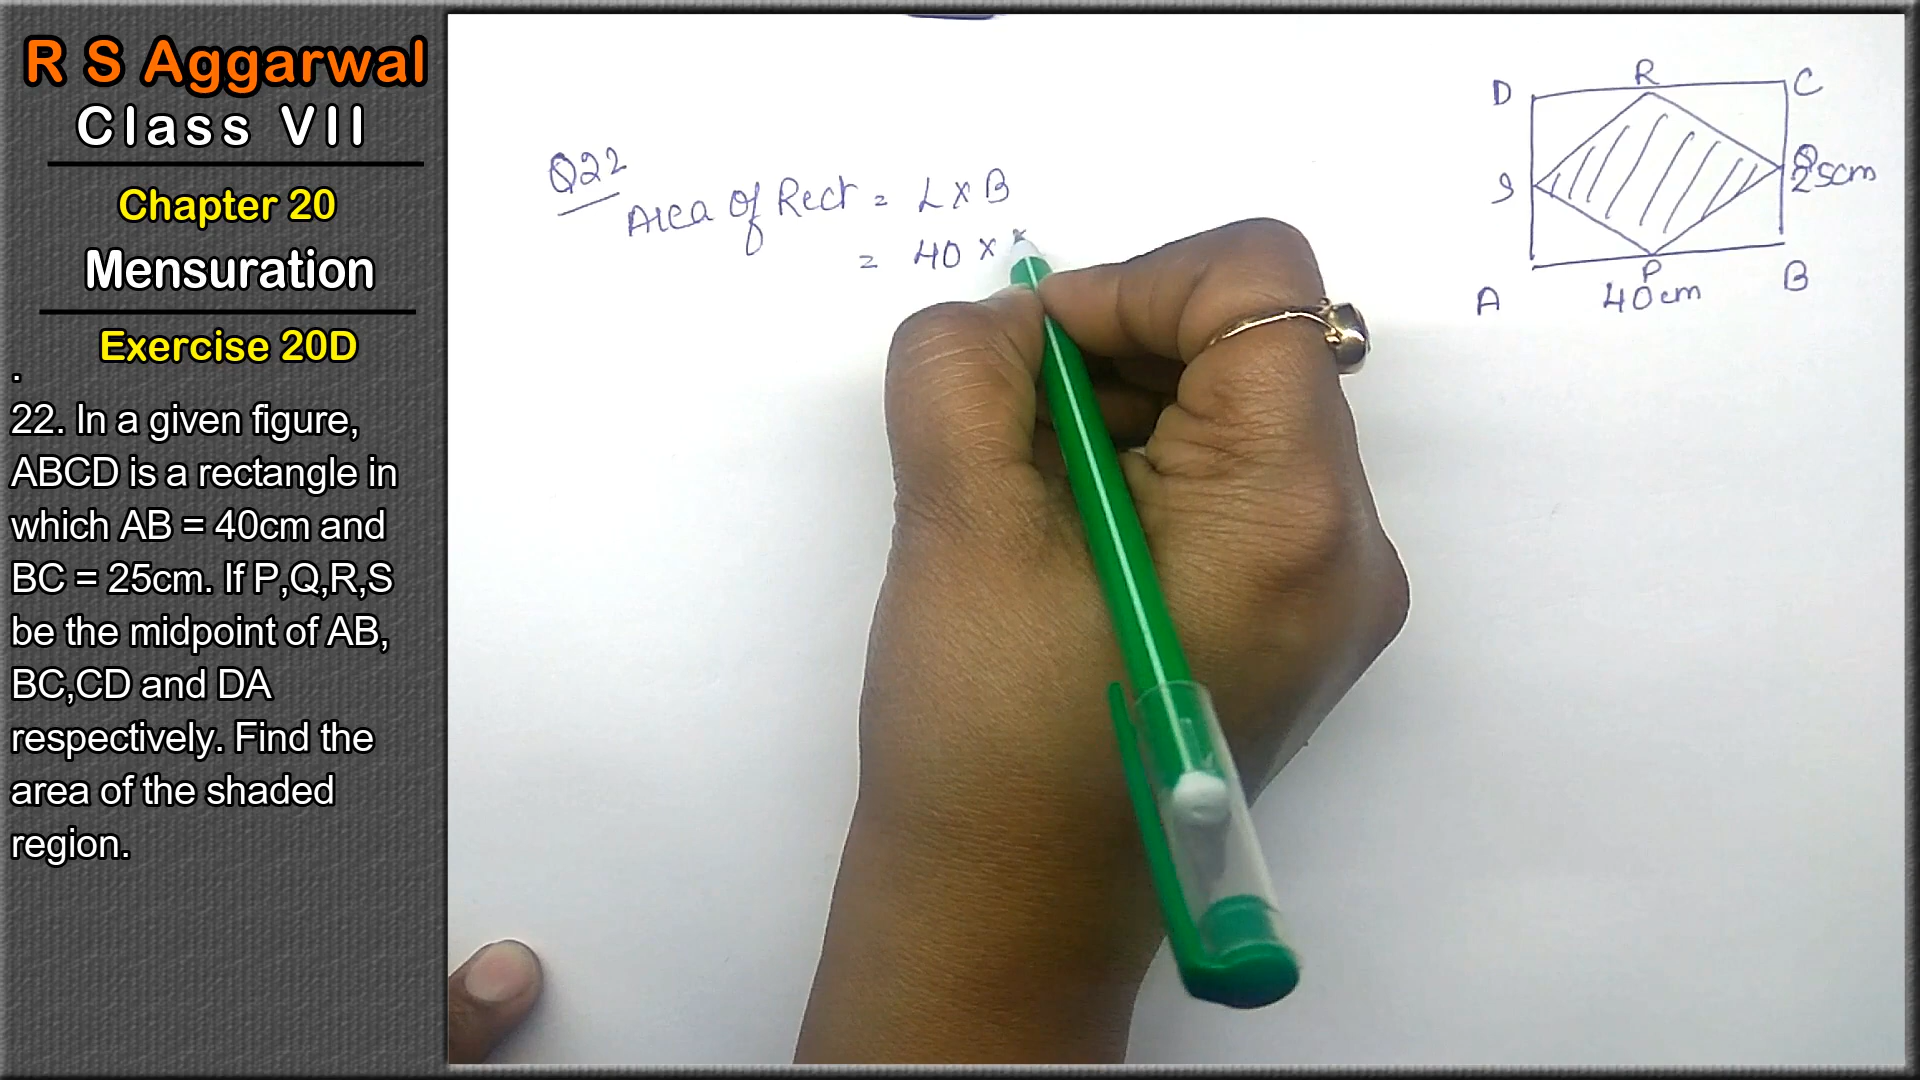 R S Aggarwal
Class VII
Chapter 20
Mensuration
Exercise 20D
.
22. In a given figure,
ABCD is a rectangle in
which AB = 40cm and
BC = 25cm. If P,Q,R,S
be the midpoint of AB,
BC,CD and DA
respectively. Find the
area of the shaded
region.
Q22
Area Of Rect = L x B
= 40 x
D R C
S Q
25cm
A P B
40cm